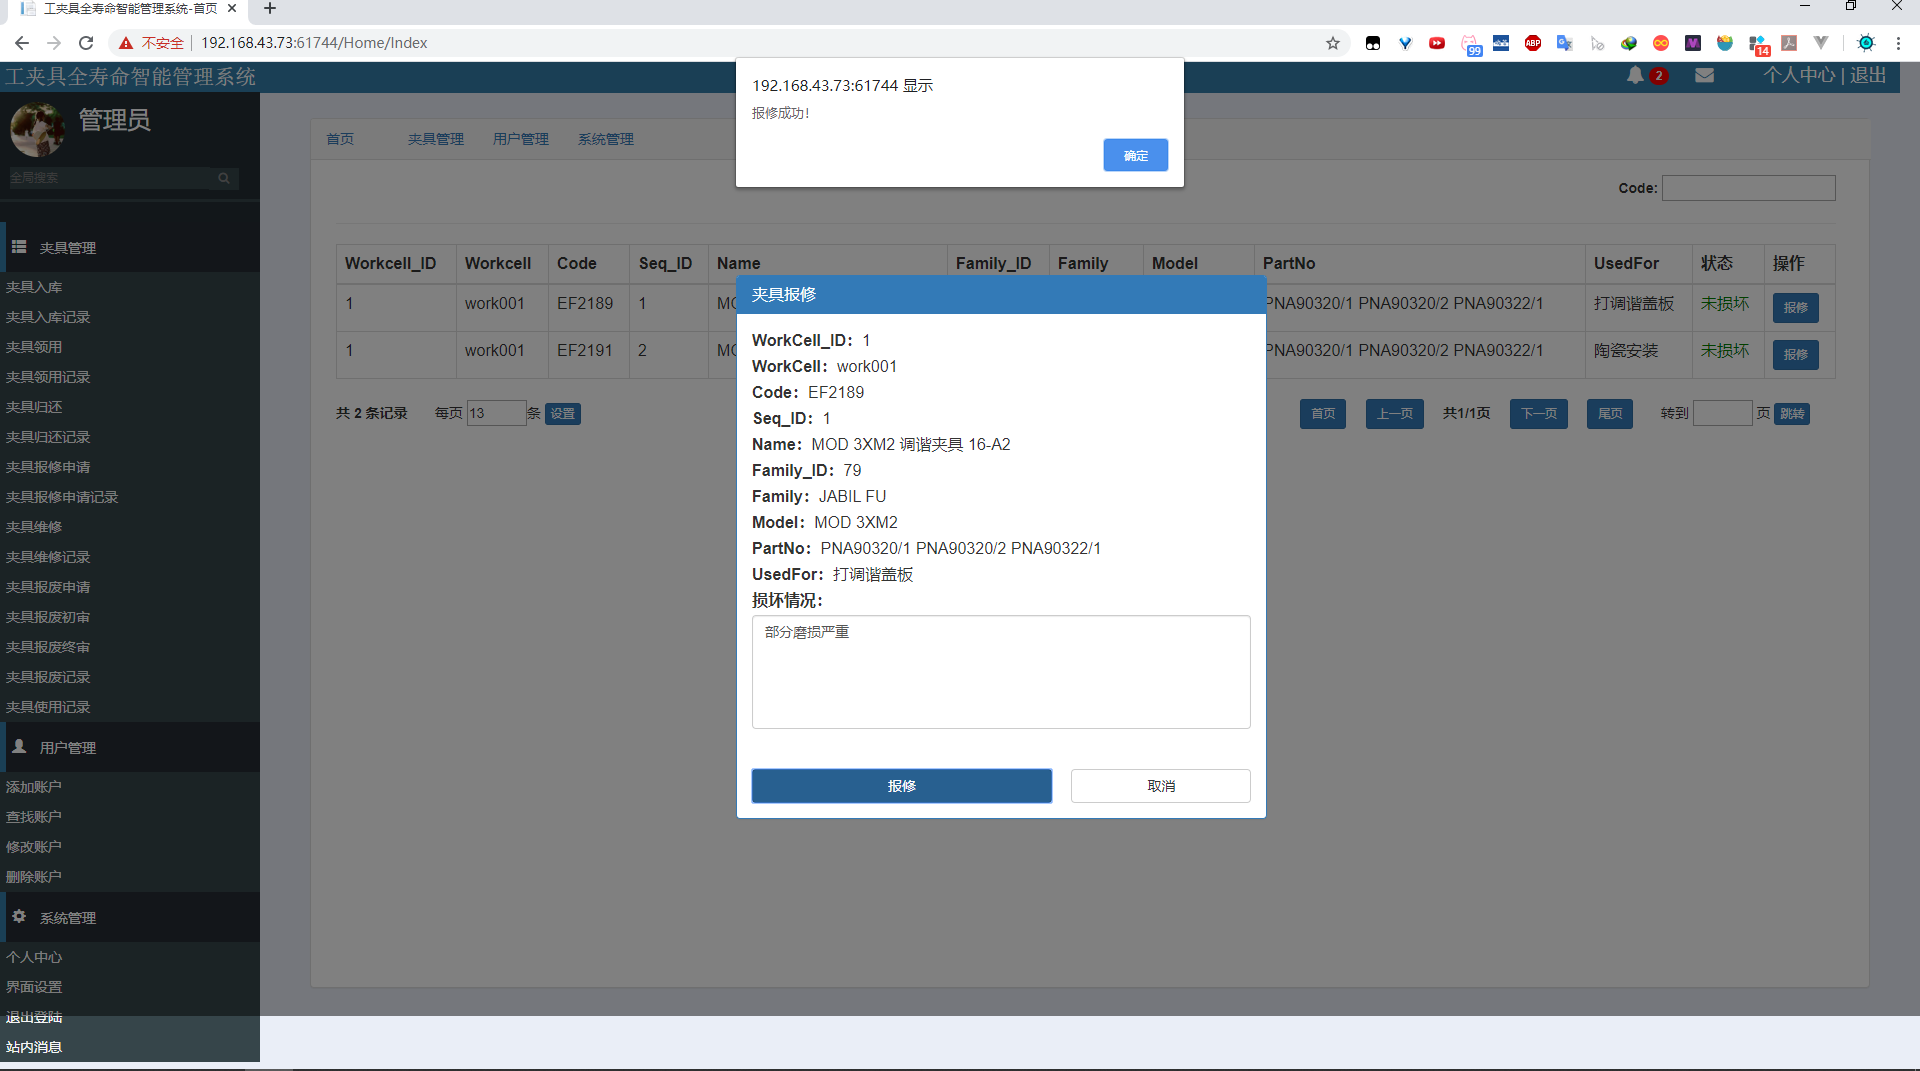 工夹具全寿命智能管理系统-首页
不安全 192.168.43.73:61744/Home/Index
99
ABP
14
工夹具全寿命智能管理系统
2
个人中心 | 退出
192.168.43.73:61744 显示
报修成功!
确定
管理员
全局搜索
首页 夹具管理 用户管理 系统管理
Code:
夹具管理
夹具入库
夹具入库记录
夹具领用
夹具领用记录
夹具归还
夹具归还记录
夹具报修申请
夹具报修申请记录
夹具维修
夹具维修记录
夹具报废申请
夹具报废初审
夹具报废终审
夹具报废记录
夹具使用记录
用户管理
添加账户
查找账户
修改账户
删除账户
系统管理
个人中心
界面设置
退出登陆
站内消息
Workcell_ID Workcell Code Seq_ID Name Family_ID Family Model PartNo UsedFor 状态 操作
1 work001 EF2189 1 PNA90320/1 PNA90320/2 PNA90322/1 打调谐盖板 未损坏 报修
1 work001 EF2191 2 PNA90320/1 PNA90320/2 PNA90322/1 陶瓷安装 未损坏 报修
共 2 条记录 每页 13 条 设置 首页 上一页 共1/1页 下一页 尾页 转到 页 跳转
夹具报修
WorkCell_ID: 1
WorkCell: work001
Code: EF2189
Seq_ID: 1
Name: MOD 3XM2 调谐夹具 16-A2
Family_ID: 79
Family: JABIL FU
Model: MOD 3XM2
PartNo: PNA90320/1 PNA90320/2 PNA90322/1
UsedFor: 打调谐盖板
损坏情况:
部分磨损严重
报修 取消